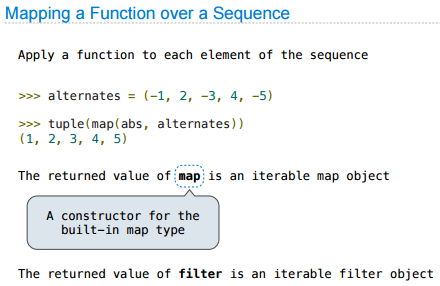 Mapping a Function over a Sequence
Apply a function to each element of the sequence
>>> alternates = (-1, 2, -3, 4, -5)
>>> tuple(map(abs, alternates))
(1, 2, 3, 4, 5)
The returned value of map is an iterable map object
A constructor for the
built-in map type
The returned value of filter is an iterable filter object